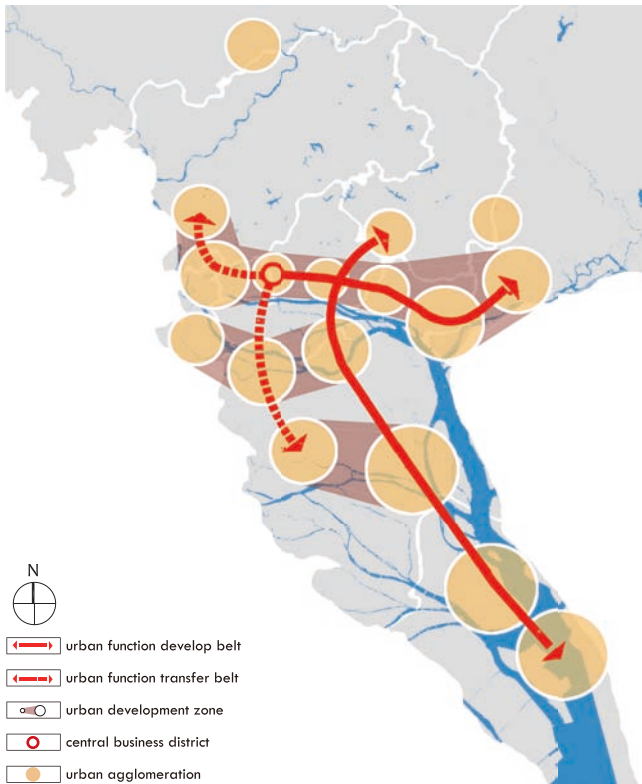 N
urban function develop belt
urban function transfer belt
urban development zone
central business district
urban agglomeration